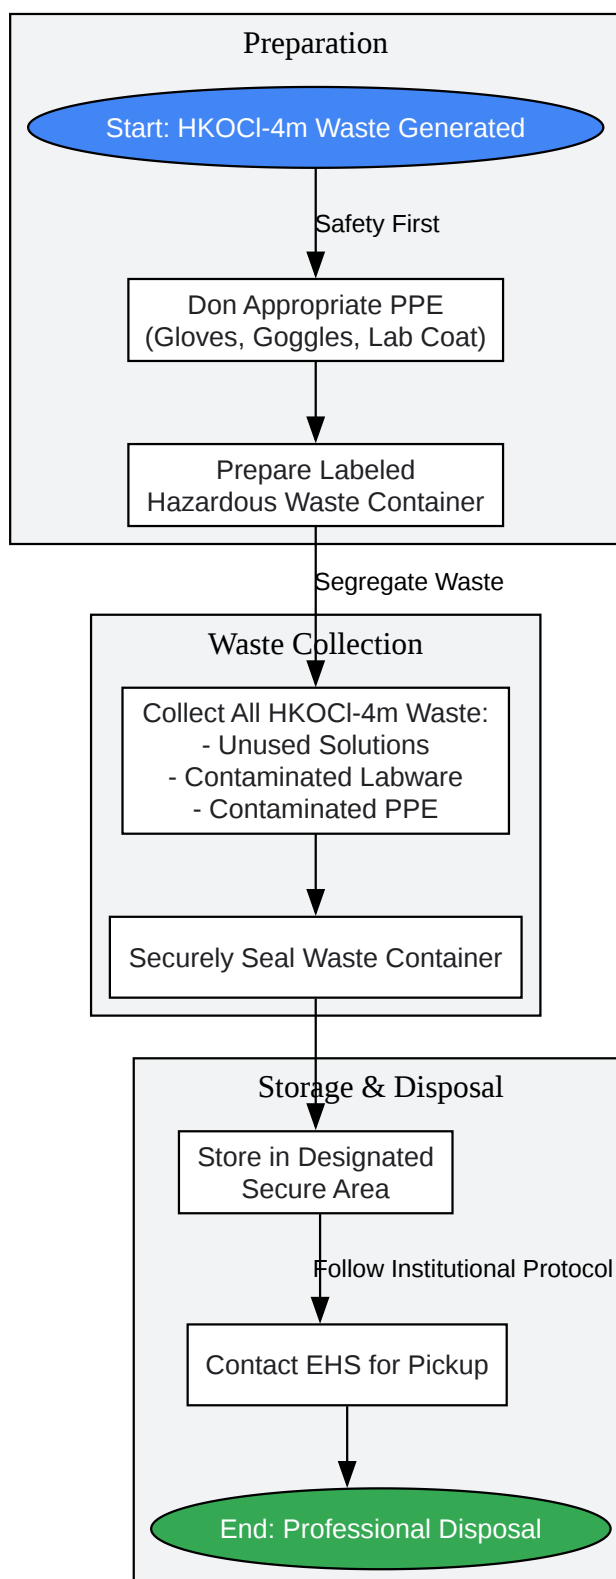 Preparation
Start: HKOCl-4m Waste Generated
Safety First
Don Appropriate PPE
(Gloves, Goggles, Lab Coat)
Prepare Labeled
Hazardous Waste Container
Segregate Waste
Waste Collection
Collect All HKOCl-4m Waste:
- Unused Solutions
- Contaminated Labware
- Contaminated PPE
Securely Seal Waste Container
Storage & Disposal
Store in Designated
Secure Area
Follow Institutional Protocol
Contact EHS for Pickup
End: Professional Disposal